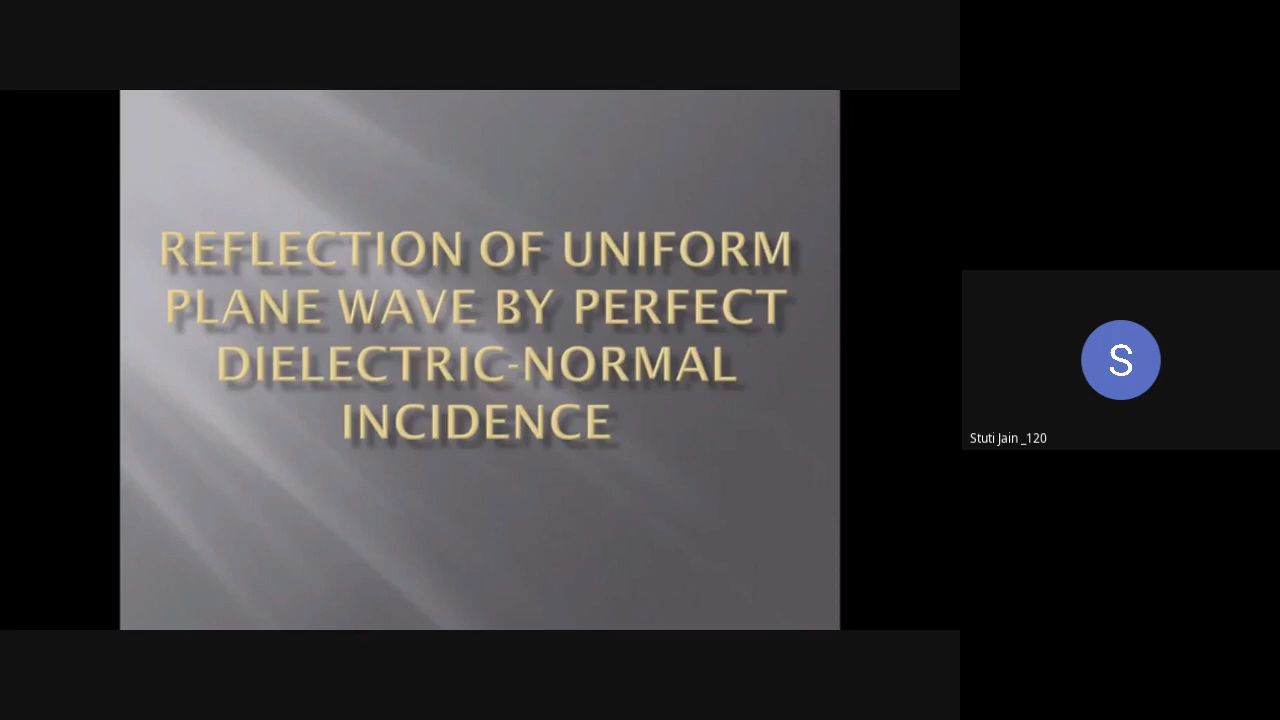 REFLECTION OF UNIFORM
PLANE WAVE BY PERFECT
DIELECTRIC-NORMAL
INCIDENCE
S
Stuti Jain _120